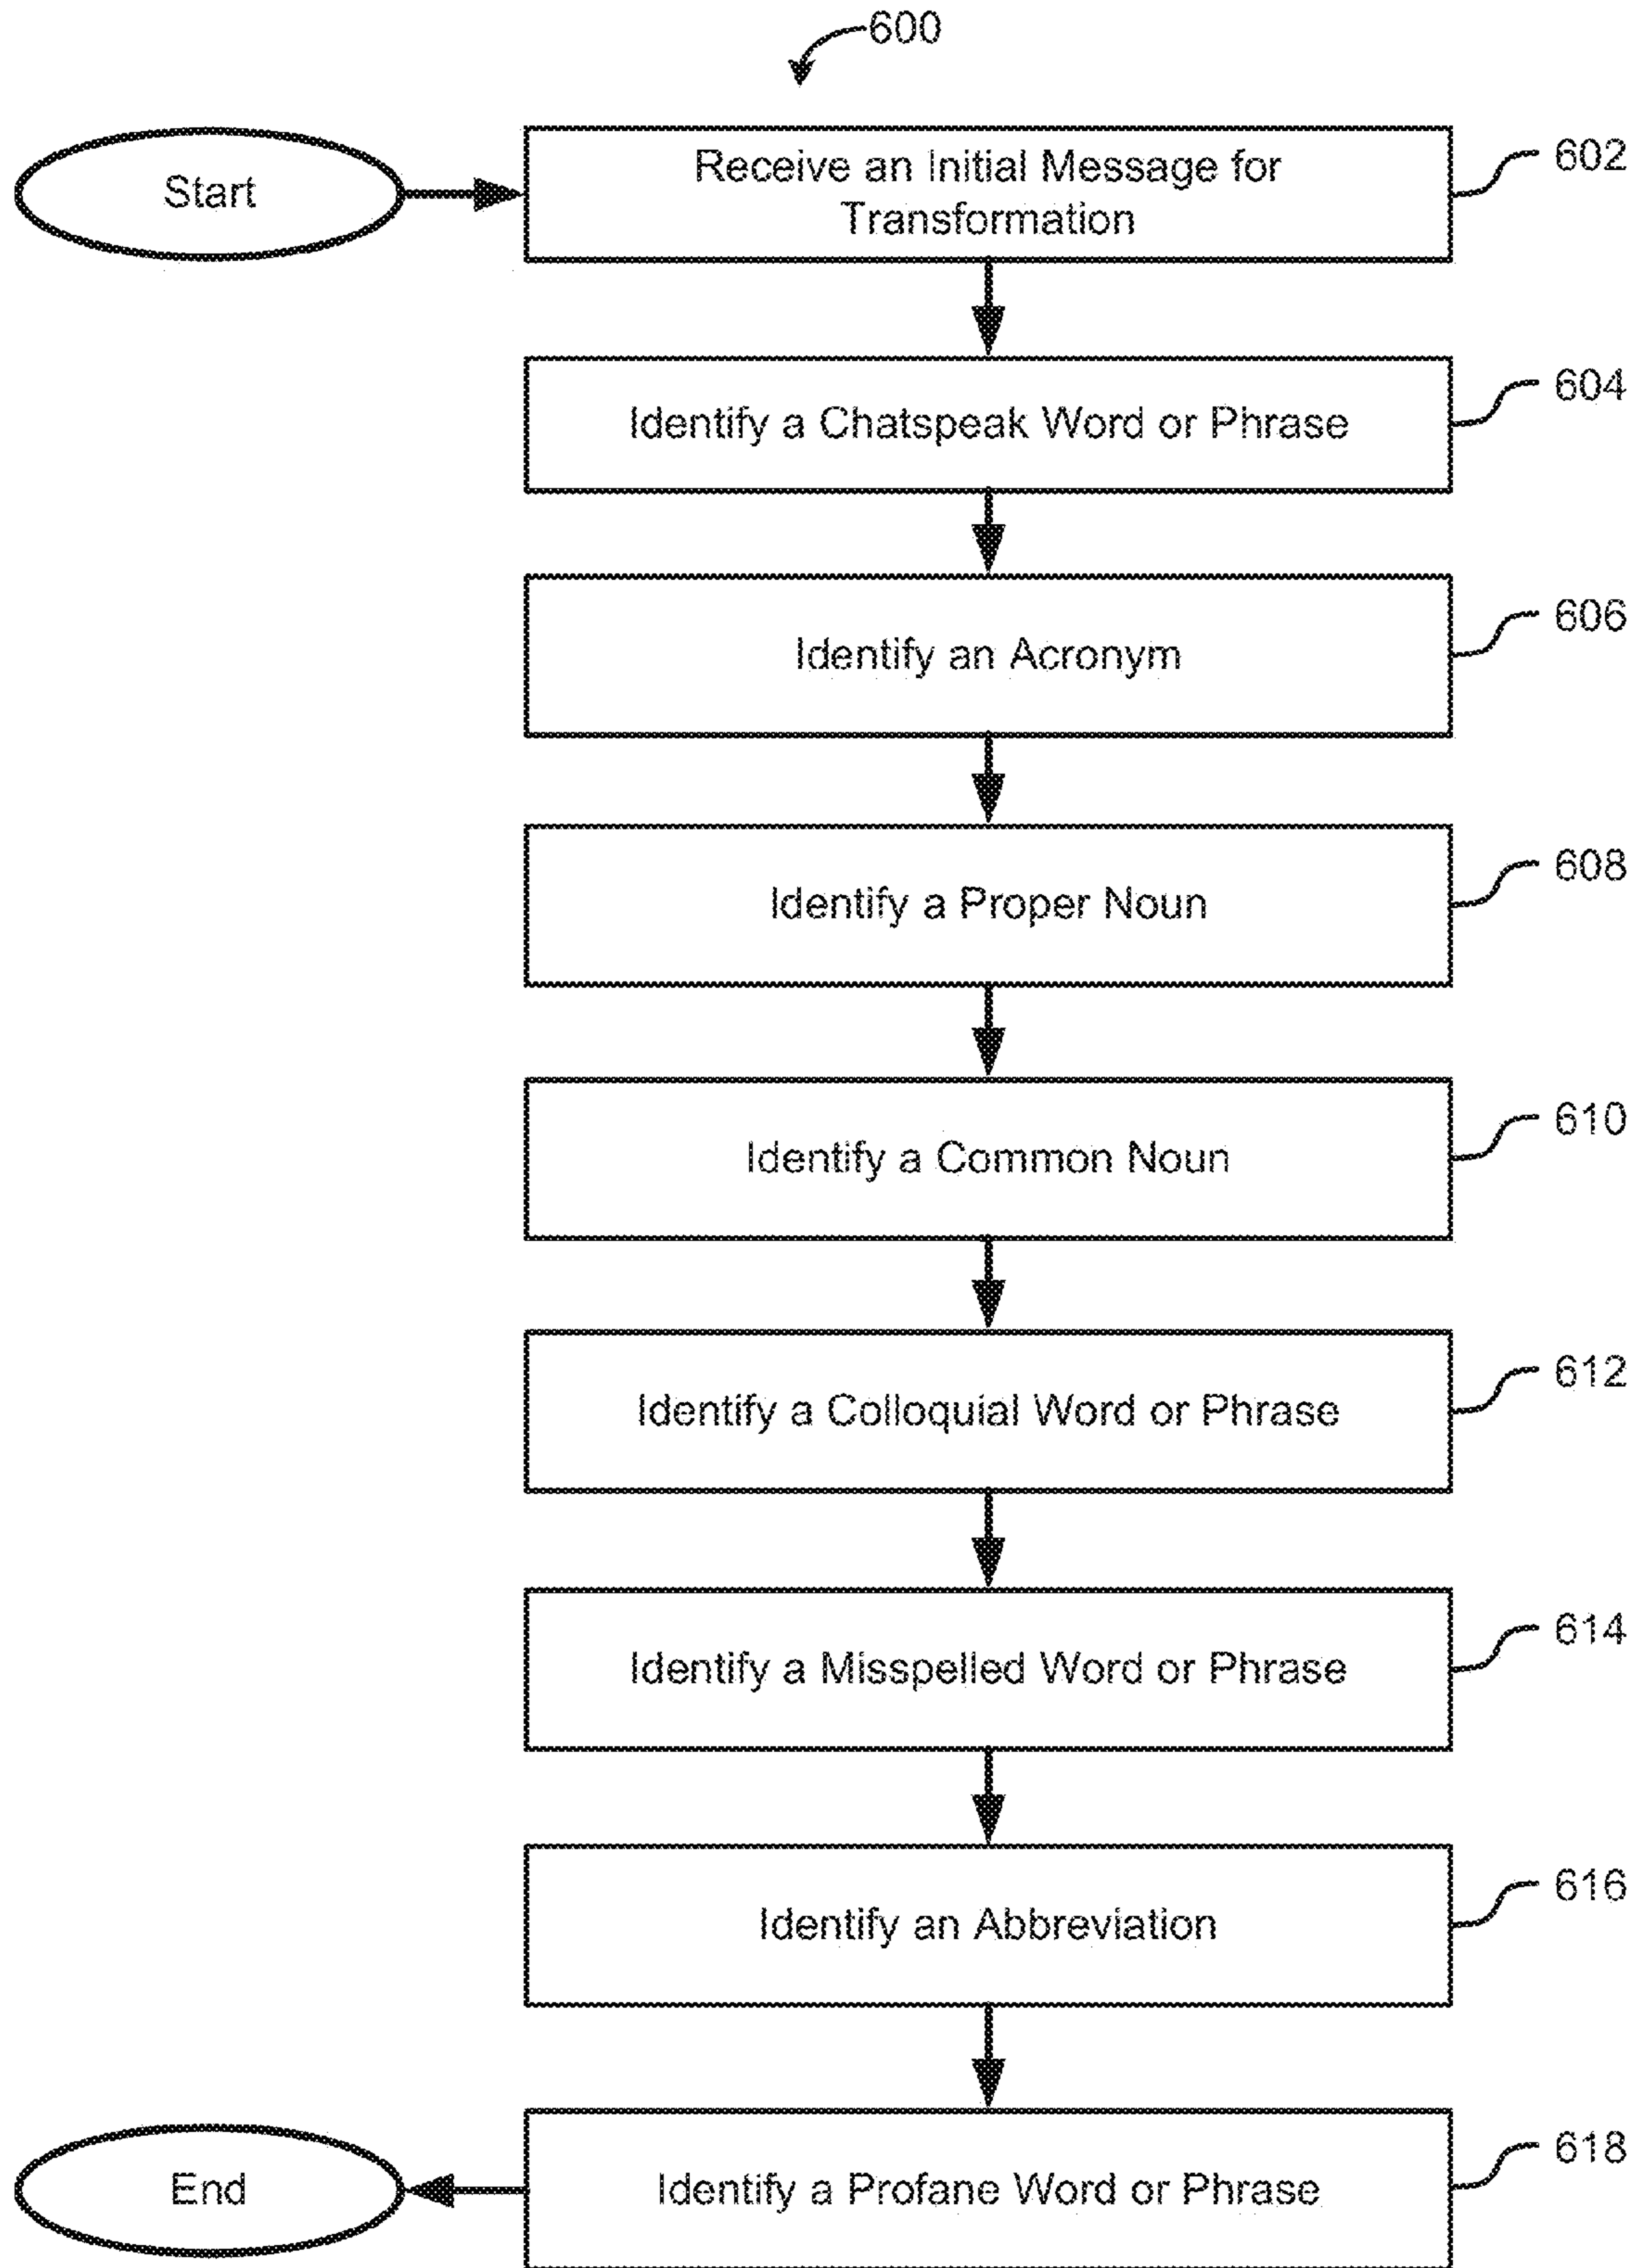 600
Start
Receive an Initial Message for
Transformation
602
Identify a Chatspeak Word or Phrase
604
Identify an Acronym
606
Identify a Proper Noun
608
Identify a Common Noun
610
Identify a Colloquial Word or Phrase
612
Identify a Misspelled Word or Phrase
614
Identify an Abbreviation
616
End
Identify a Profane Word or Phrase
618